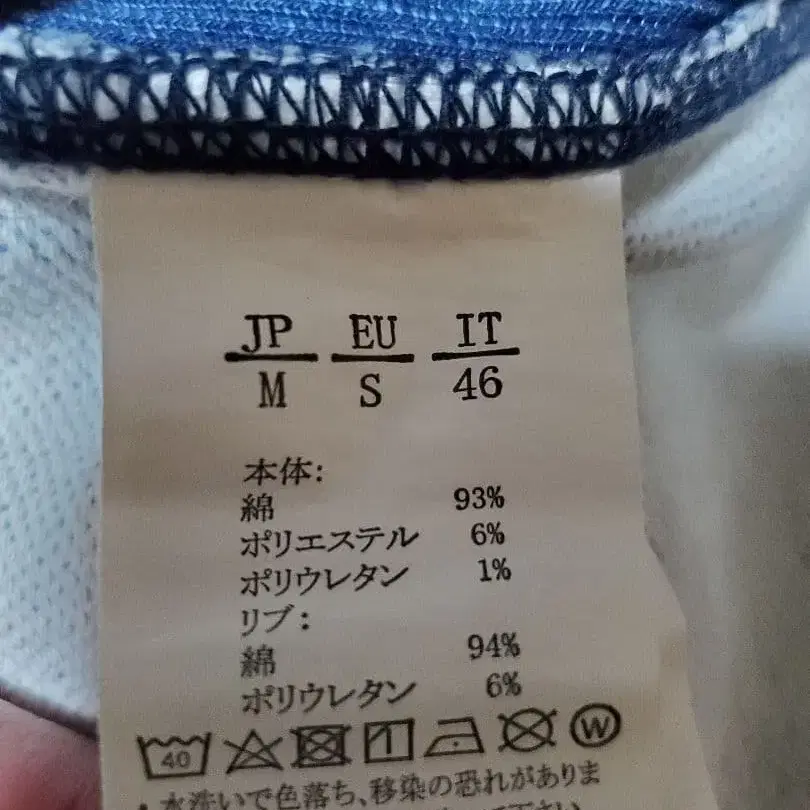 JP EU IT
M S 46
本体:
綿 93%
ポリエステル 6%
ポリウレタン 1%
リブ:
綿 94%
ポリウレタン 6%
40 W
・水洗いで色落ち、移染の恐れがありま